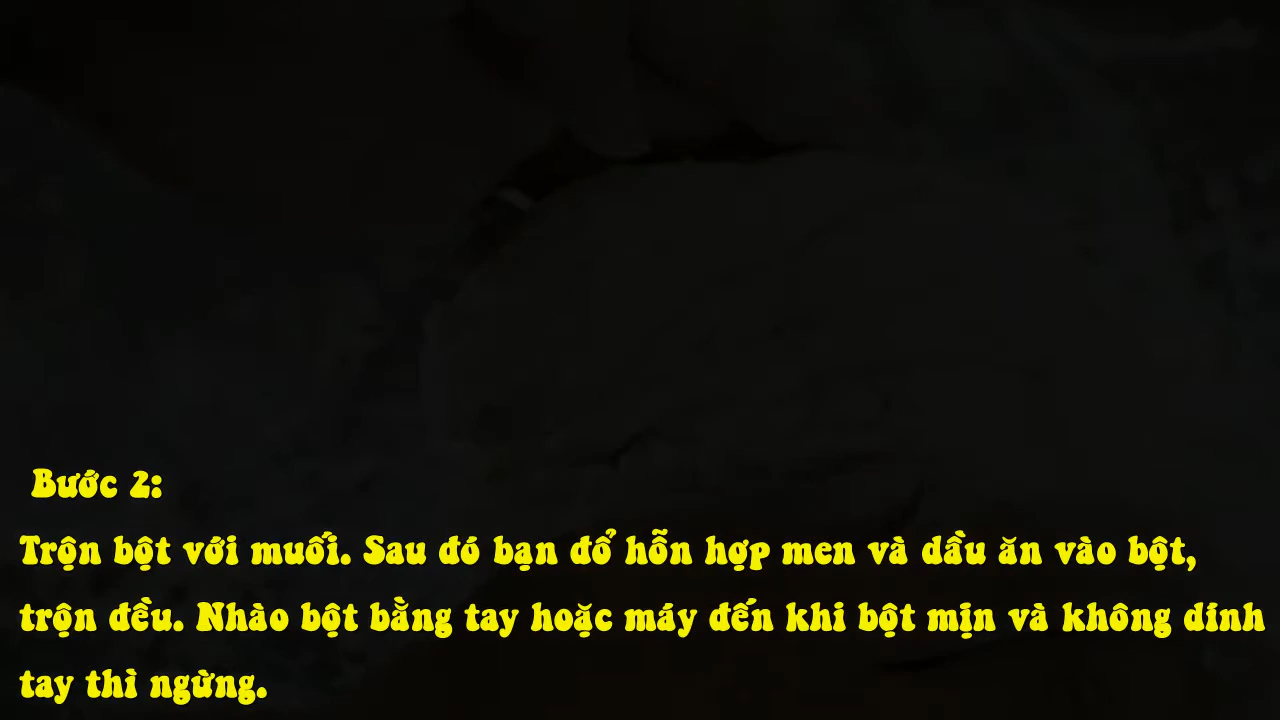 Bước 2:
Trộn bột với muối. Sau đó bạn đổ hỗn hợp men và dầu ăn vào bột,
trộn đều. Nhào bột bằng tay hoặc máy đến khi bột mịn và không dính
tay thì ngừng.